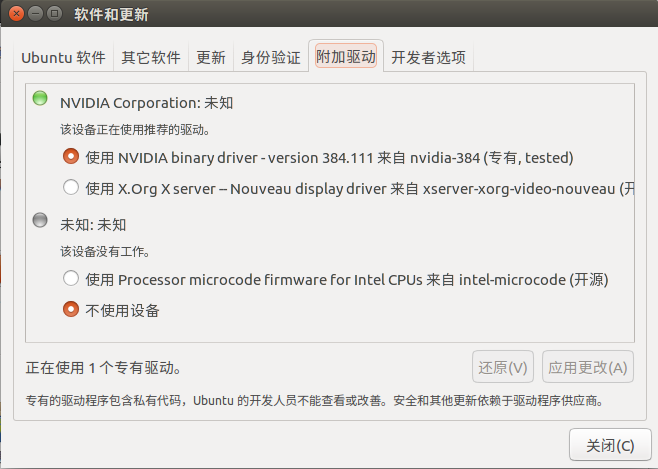 软件和更新
Ubuntu 软件 其它软件 更新 身份验证 附加驱动 开发者选项
NVIDIA Corporation: 未知
该设备正在使用推荐的驱动。
使用 NVIDIA binary driver - version 384.111 来自 nvidia-384 (专有, tested)
使用 X.Org X server -- Nouveau display driver 来自 xserver-xorg-video-nouveau (开
未知: 未知
该设备没有工作。
使用 Processor microcode firmware for Intel CPUs 来自 intel-microcode (开源)
不使用设备
正在使用 1 个专有驱动。 还原(V) 应用更改(A)
专有的驱动程序包含私有代码，Ubuntu 的开发人员不能查看或改善。安全和其他更新依赖于驱动程序供应商。
关闭(C)